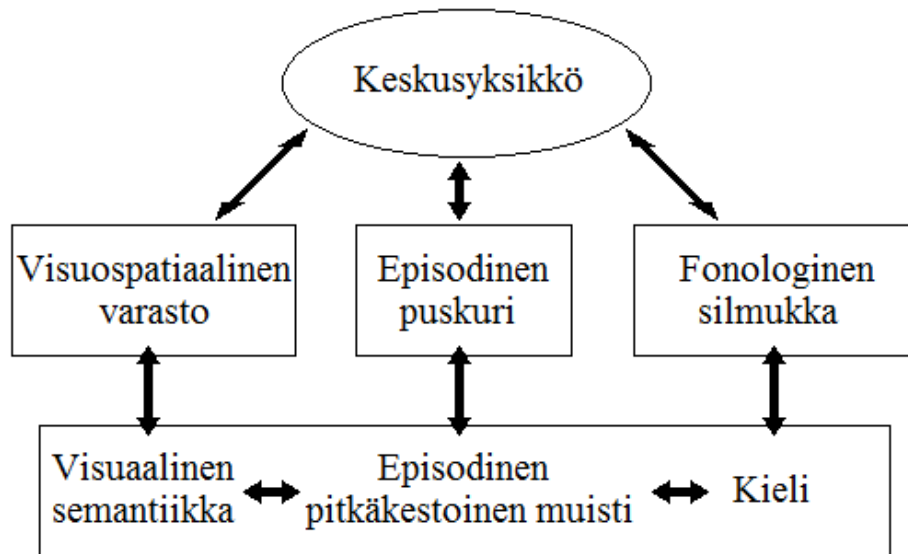 Keskusyksikkö
Visuospatiaalinen
varasto
Episodinen
puskuri
Fonologinen
silmukka
Visuaalinen
semantiikka
Episodinen
pitkäkestoinen muisti
Kieli